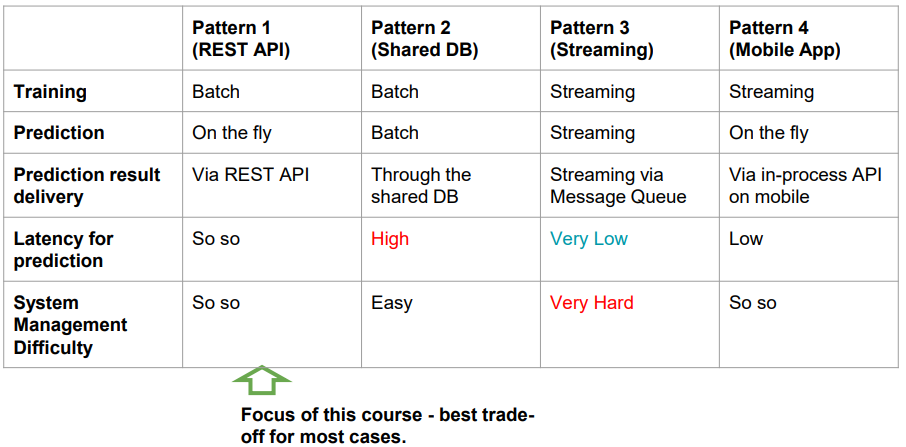 Pattern 1 Pattern 2 Pattern 3 Pattern 4
(REST API) (Shared DB) (Streaming) (Mobile App)
Training Batch Batch Streaming Streaming
Prediction On the fly Batch Streaming On the fly
Prediction result Via REST API Through the Streaming via Via in-process API
delivery shared DB Message Queue on mobile
Latency for So so High Very Low Low
prediction
System So so Easy Very Hard So so
Management
Difficulty
Focus of this course - best trade-
off for most cases.